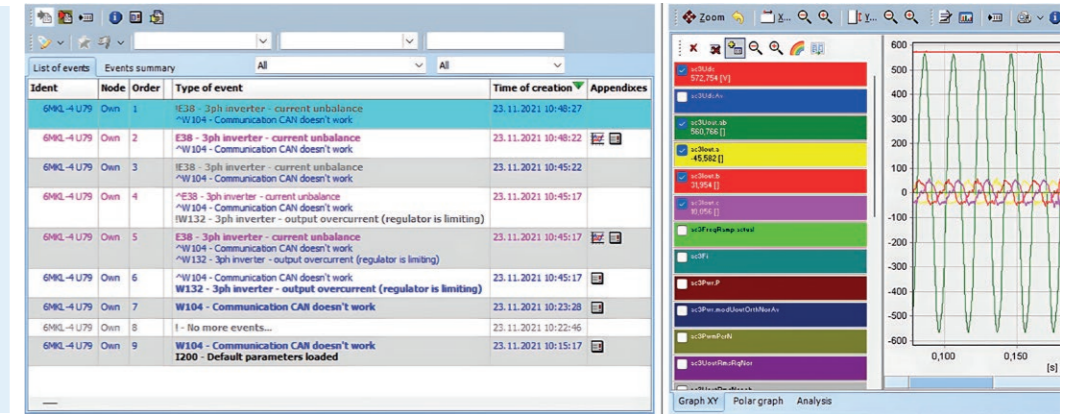 Zoom
X...
Y...
List of events
Events summary
All
All
Ident
Node
Order
Type of event
Time of creation
Appendixes
6MKL-4 U79 Own 1 !E38 - 3ph inverter - current unbalance 23.11.2021 10:48:27
^W104 - Communication CAN doesn't work
6MKL-4 U79 Own 2 E38 - 3ph inverter - current unbalance 23.11.2021 10:48:22
^W104 - Communication CAN doesn't work
6MKL-4 U79 Own 3 !E38 - 3ph inverter - current unbalance 23.11.2021 10:45:22
^W104 - Communication CAN doesn't work
6MKL-4 U79 Own 4 ^E38 - 3ph inverter - current unbalance 23.11.2021 10:45:17
^W104 - Communication CAN doesn't work
!W132 - 3ph inverter - output overcurrent (regulator is limiting)
6MKL-4 U79 Own 5 E38 - 3ph inverter - current unbalance 23.11.2021 10:45:17
^W104 - Communication CAN doesn't work
^W132 - 3ph inverter - output overcurrent (regulator is limiting)
6MKL-4 U79 Own 6 ^W104 - Communication CAN doesn't work 23.11.2021 10:45:17
W132 - 3ph inverter - output overcurrent (regulator is limiting)
6MKL-4 U79 Own 7 W104 - Communication CAN doesn't work 23.11.2021 10:23:28
6MKL-4 U79 Own 8 ! - No more events... 23.11.2021 10:22:46
6MKL-4 U79 Own 9 W104 - Communication CAN doesn't work 23.11.2021 10:15:17
I200 - Default parameters loaded
sc3Udc
572,754 [V]
sc3UdcAv
sc3Uout.ab
560,766 []
sc3Iout.a
-45,582 []
sc3Iout.b
31,954 []
sc3Iout.c
10,056 []
sc3FreqRamp.actual
sc3Fi
sc3Pwr.P
sc3Pwr.modUoutOrthNorAv
sc3PwmPerN
sc3UoutRmsRqNor
600
500
400
300
200
100
0
-100
-200
-300
-400
-500
-600
0,100
0,150
[s]
Graph XY
Polar graph
Analysis